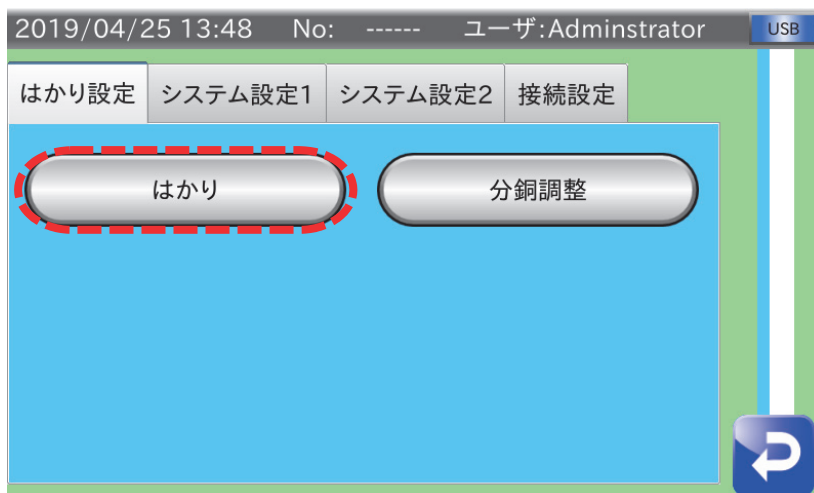 2019/04/25 13:48 No: ------ ユーザ:Adminstrator USB
はかり設定 システム設定1 システム設定2 接続設定
はかり 分銅調整